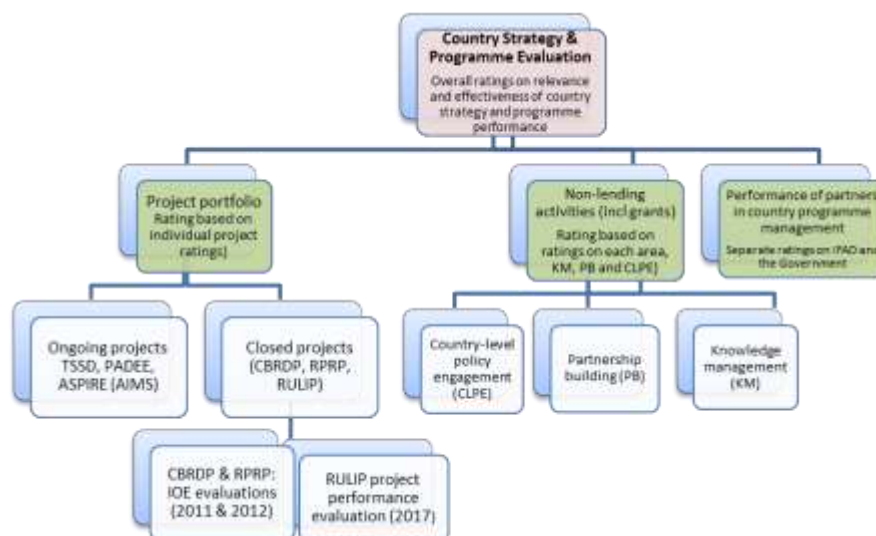 Country Strategy &
Programme Evaluation
Overall ratings on relevance
and effectiveness of country
strategy and programme
performance
Project portfolio
Rating based on
individual project
ratings)
Non-lending
activities (incl grants)
Rating based on
ratings on each area,
KM, PB and CLPE)
Performance of partners
in country programme
management
Separate ratings on IFAD and
the Government
Ongoing projects
TSSD, PADEE,
ASPIRE (AIMS)
Closed projects
(CBRDP, RPRP,
RULIP)
Country-level
policy
engagement
(CLPE)
Partnership
building (PB)
Knowledge
management
(KM)
CBRDP & RPRP:
IOE evaluations
(2011 & 2012)
RULIP project
performance
evaluation (2017)